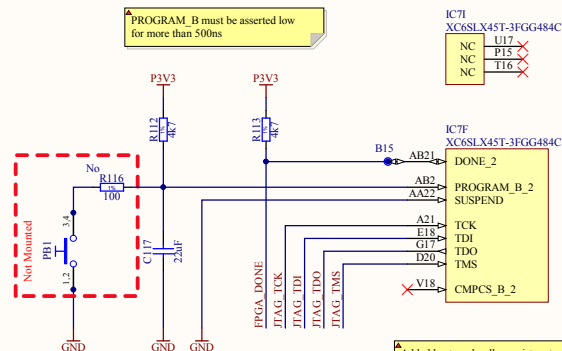 PROGRAM_B must be asserted low
for more than 500ns
IC7I
XC6SLX45T-3FGG484C
NC U17
NC P15
NC T16
P3V3
P3V3
R112
1%
4k7
R113
1%
4k7
B15
IC7F
XC6SLX45T-3FGG484C
AB21 DONE_2
AB2 PROGRAM_B_2
AA22 SUSPEND
A21 TCK
E18 TDI
G17 TDO
D20 TMS
V18 CMPCS_B_2
No
R116
1%
100
Not Mounted
PB1
3,4
1,2
C117
22uF
FPGA_DONE
JTAG_TCK
JTAG_TDI
JTAG_TDO
JTAG_TMS
GND
GND
GND